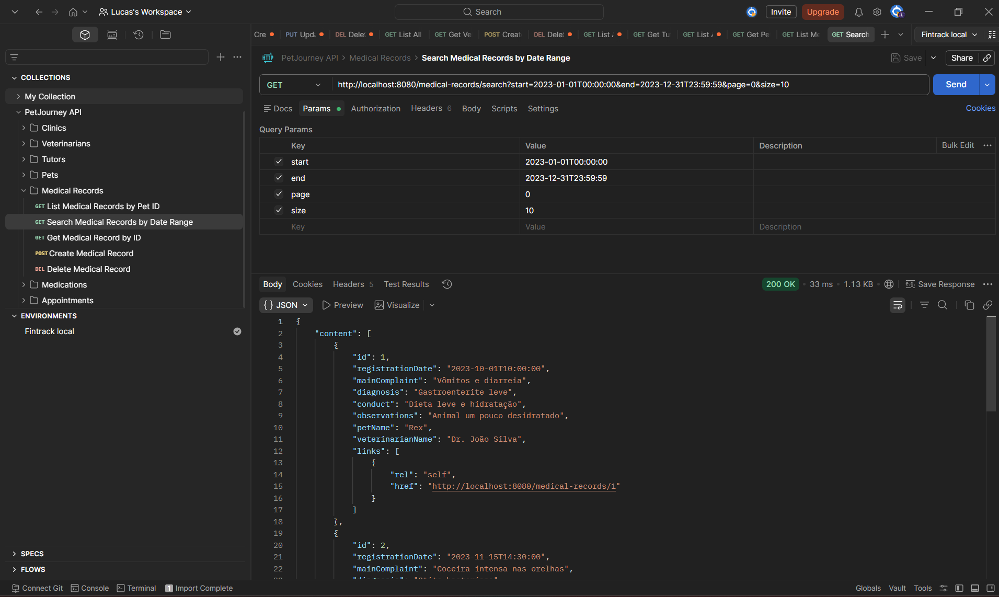 Lucas's Workspace
Search
Invite
Upgrade
L
Cre
PUT Upda
DEL Delet
GET List All
GET Get Ve
POST Creat
DEL Delet
GET List A
GET Get Tu
GET List A
GET Get Pe
GET List Me
GET Search
Fintrack local
COLLECTIONS
My Collection
PetJourney API
Clinics
Veterinarians
Tutors
Pets
Medical Records
GET List Medical Records by Pet ID
GET Search Medical Records by Date Range
GET Get Medical Record by ID
POST Create Medical Record
DEL Delete Medical Record
Medications
Appointments
ENVIRONMENTS
Fintrack local
SPECS
FLOWS
HTTP PetJourney API > Medical Records > Search Medical Records by Date Range
Save
Share
GET http://localhost:8080/medical-records/search?start=2023-01-01T00:00:00&end=2023-12-31T23:59:59&page=0&size=10
Send
Docs Params Authorization Headers 6 Body Scripts Settings
Cookies
Query Params
Key Value Description Bulk Edit
start 2023-01-01T00:00:00
end 2023-12-31T23:59:59
page 0
size 10
Key Value Description
Body Cookies Headers 5 Test Results
200 OK • 33 ms • 1.13 KB • e.g. Save Response
{} JSON Preview Visualize
1 {
2 "content": [
3 {
4 "id": 1,
5 "registrationDate": "2023-10-01T10:00:00",
6 "mainComplaint": "Vômitos e diarreia",
7 "diagnosis": "Gastroenterite leve",
8 "conduct": "Dieta leve e hidratação",
9 "observations": "Animal um pouco desidratado",
10 "petName": "Rex",
11 "veterinarianName": "Dr. João Silva",
12 "links": [
13 {
14 "rel": "self",
15 "href": "http://localhost:8080/medical-records/1"
16 }
17 ]
18 },
19 {
20 "id": 2,
21 "registrationDate": "2023-11-15T14:30:00",
22 "mainComplaint": "Coceira intensa nas orelhas",
Connect Git Console Terminal 1 Import Complete
Globals Vault Tools